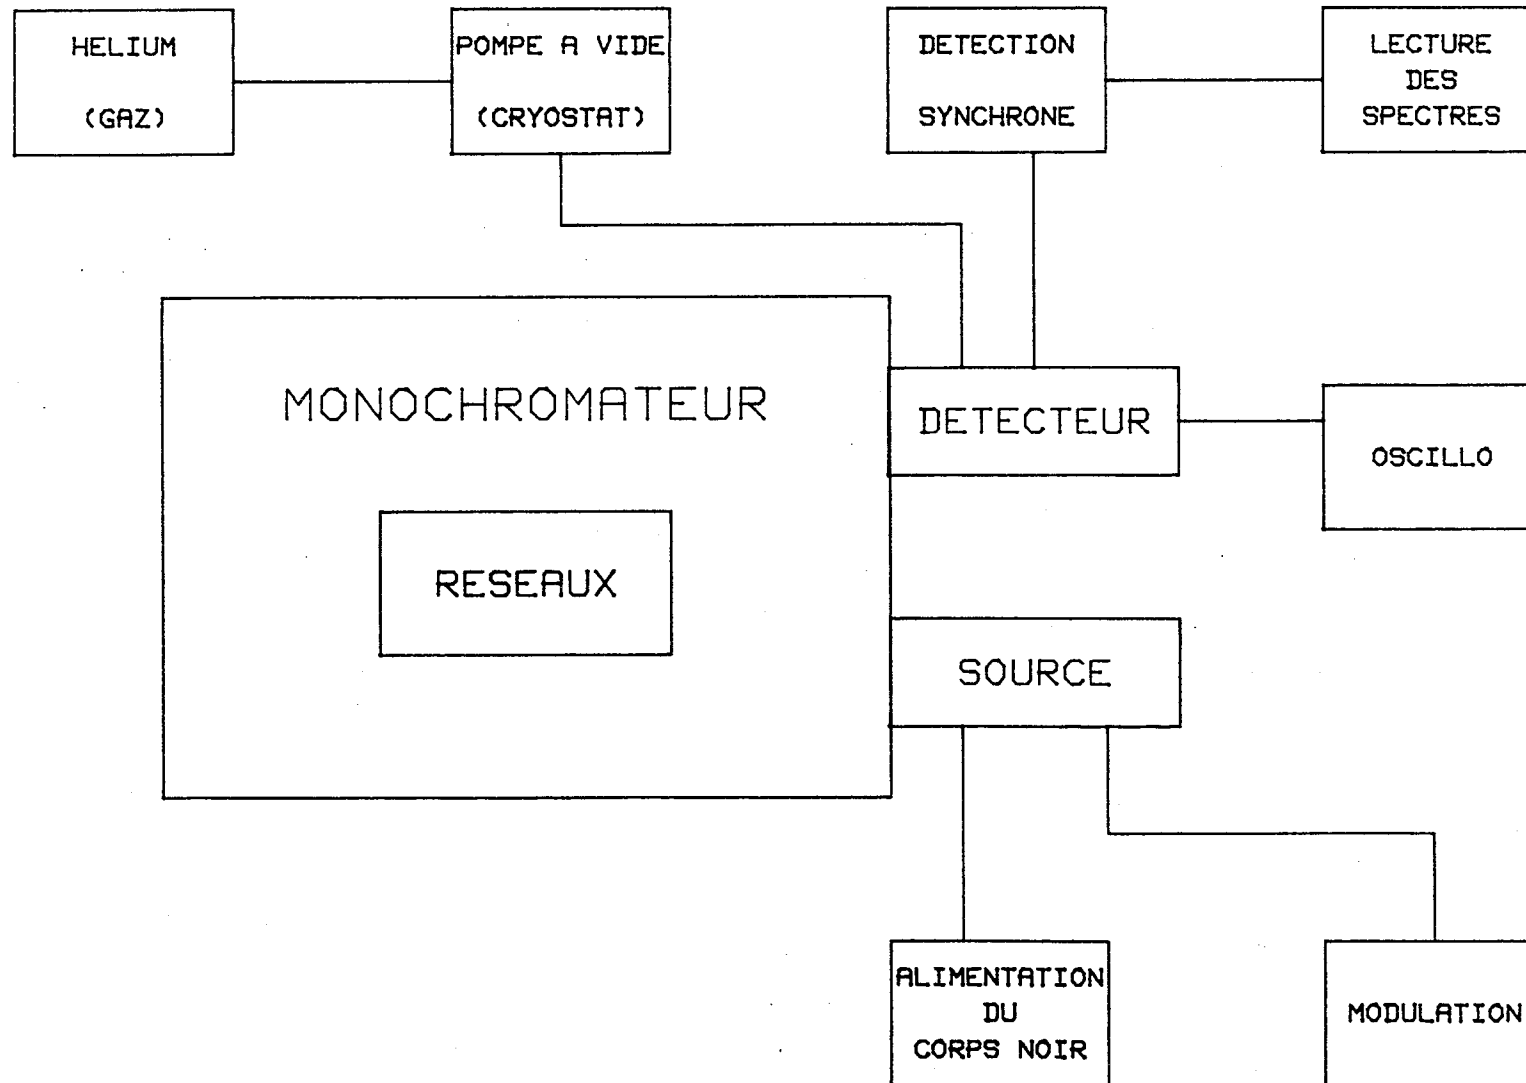 HELIUM
(GAZ)
POMPE A VIDE
(CRYOSTAT)
DETECTION
SYNCHRONE
LECTURE
DES
SPECTRES
MONOCHROMATEUR
DETECTEUR
OSCILLO
RESEAUX
SOURCE
ALIMENTATION
DU
CORPS NOIR
MODULATION